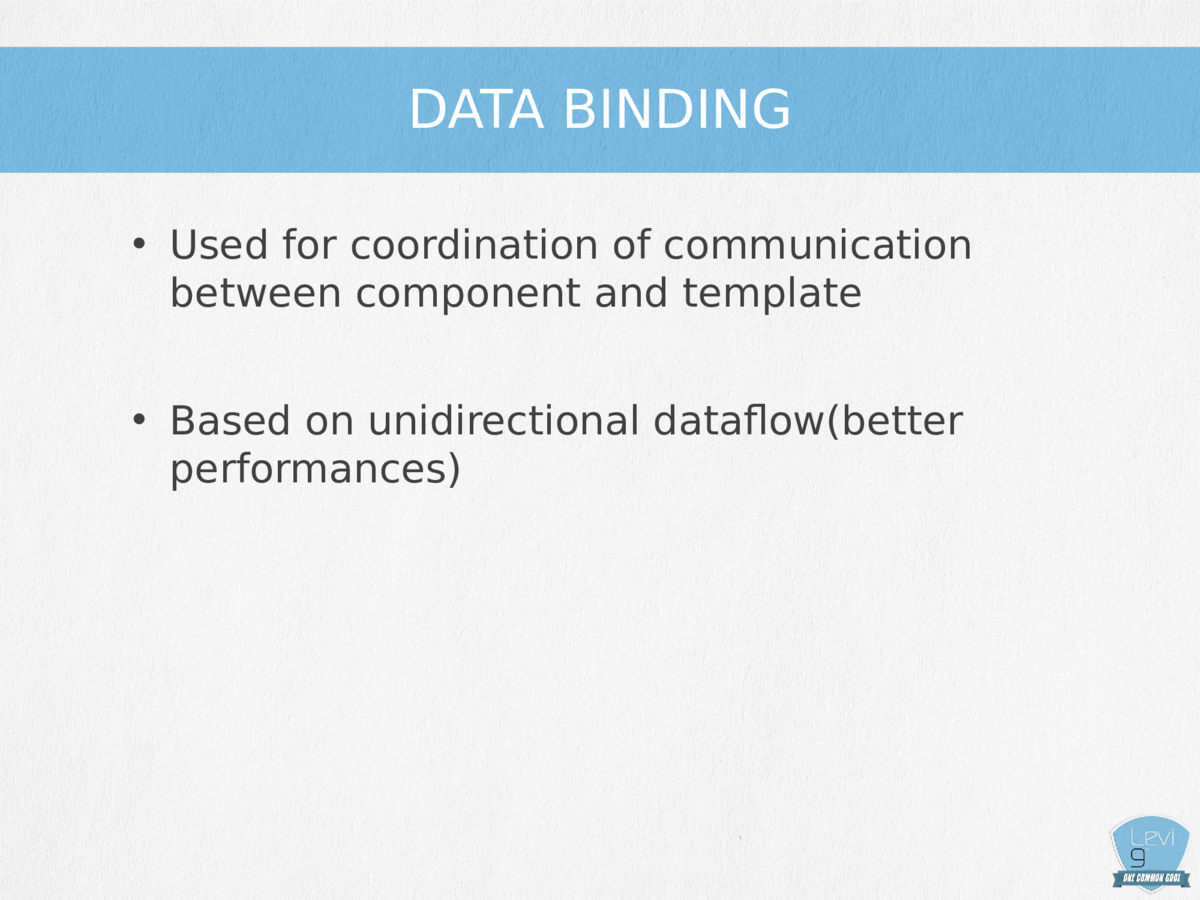 DATA BINDING
• Used for coordination of communication
between component and template
• Based on unidirectional dataflow(better
performances)
Levi
9
ONE COMMON GOAL